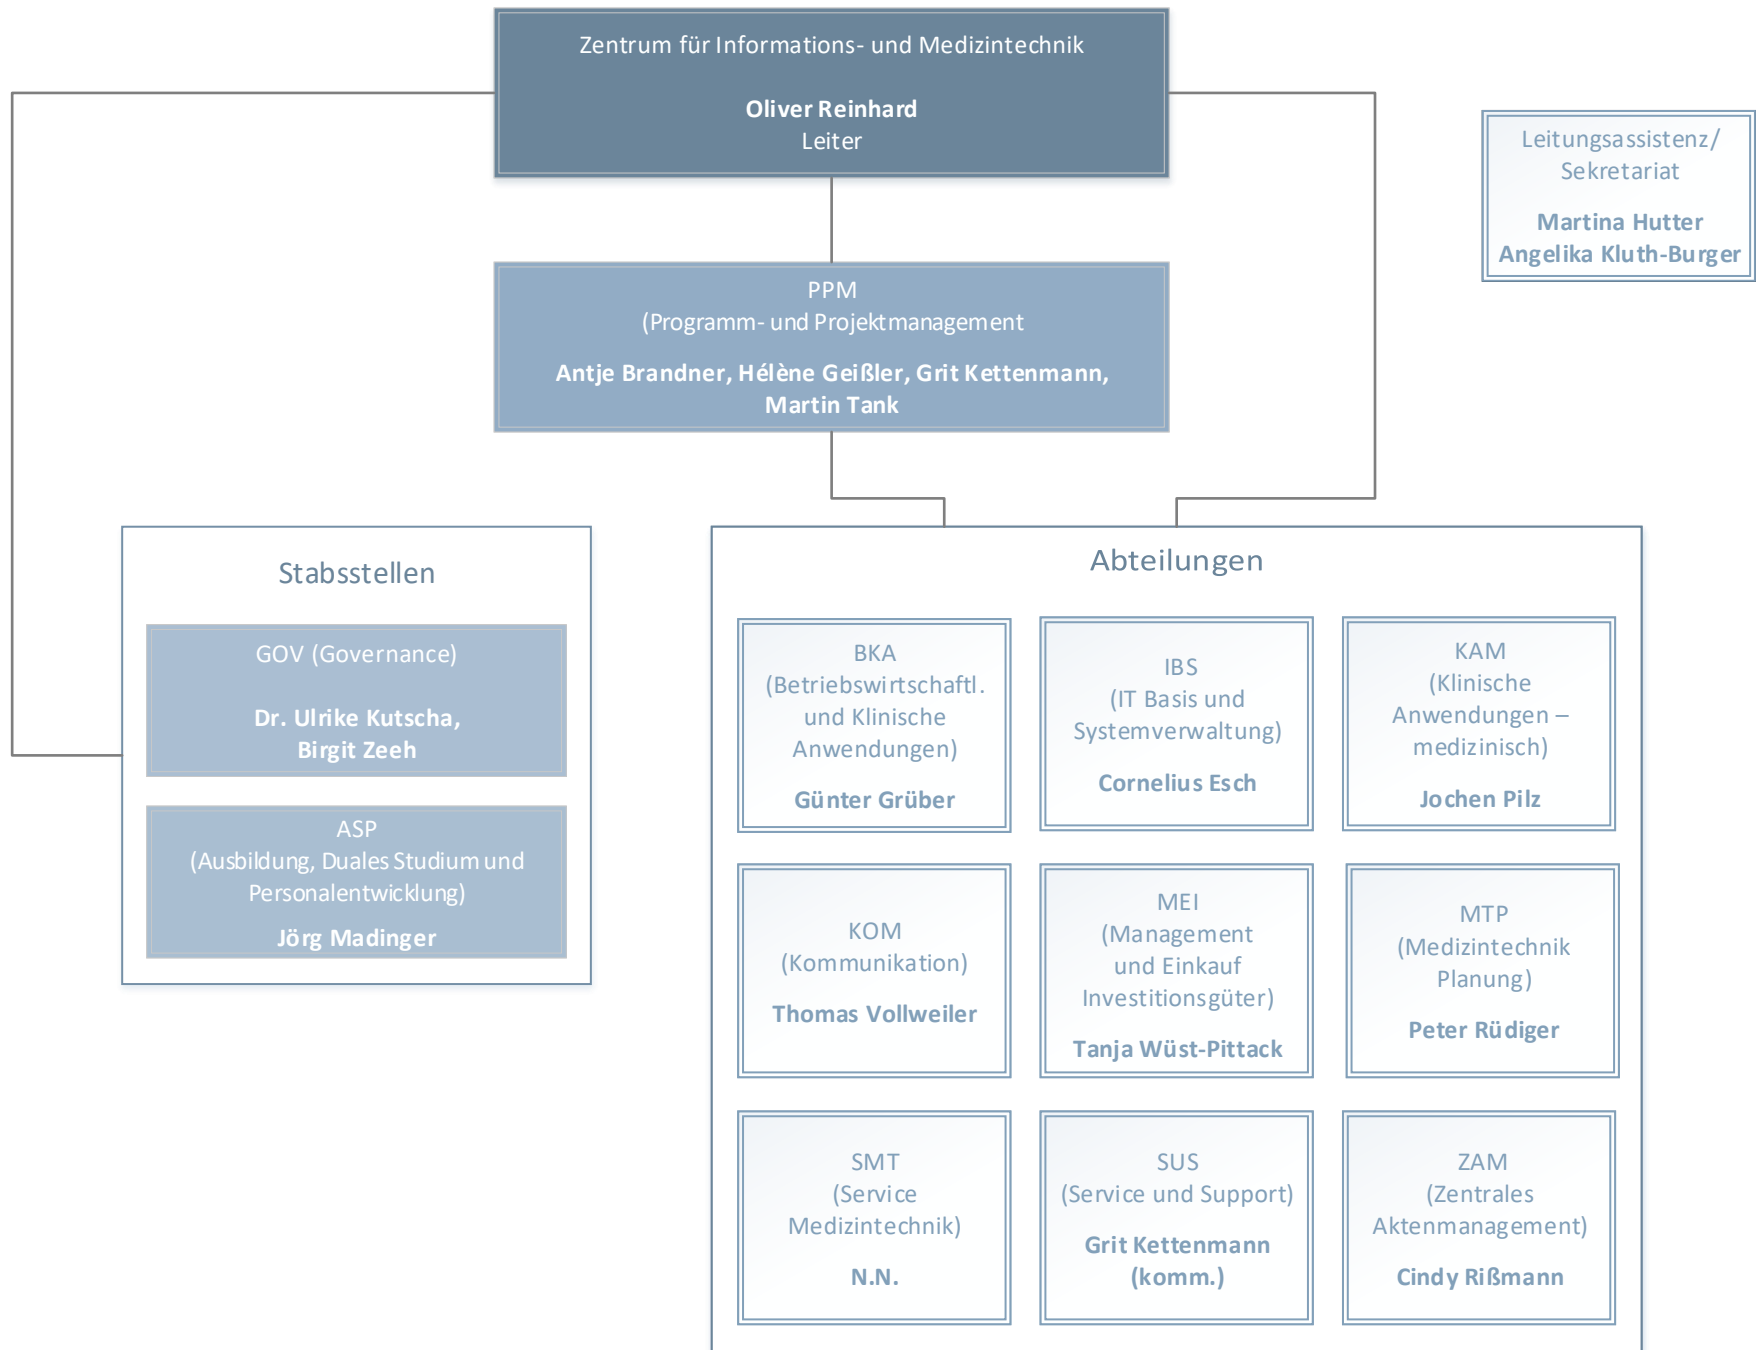 Zentrum für Informations- und Medizintechnik
Oliver Reinhard
Leiter
Leitungsassistenz/
Sekretariat
Martina Hutter
Angelika Kluth-Burger
PPM
(Programm- und Projektmanagement
Antje Brandner, Hélène Geißler, Grit Kettenmann,
Martin Tank
Stabsstellen
GOV (Governance)
Dr. Ulrike Kutscha,
Birgit Zeeh
ASP
(Ausbildung, Duales Studium und
Personalentwicklung)
Jörg Madinger
Abteilungen
BKA
(Betriebswirtschaftl.
und Klinische
Anwendungen)
Günter Grüber
IBS
(IT Basis und
Systemverwaltung)
Cornelius Esch
KAM
(Klinische
Anwendungen –
medizinisch)
Jochen Pilz
KOM
(Kommunikation)
Thomas Vollweiler
MEI
(Management
und Einkauf
Investitionsgüter)
Tanja Wüst-Pittack
MTP
(Medizintechnik
Planung)
Peter Rüdiger
SMT
(Service
Medizintechnik)
N.N.
SUS
(Service und Support)
Grit Kettenmann
(komm.)
ZAM
(Zentrales
Aktenmanagement)
Cindy Rißmann